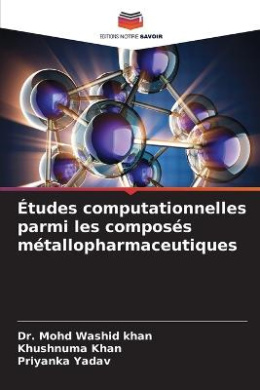 EDITIONS NOTRE SAVOIR
Études computationnelles
parmi les composés
métallopharmaceutiques
Dr. Mohd Washid khan
Khushnuma Khan
Priyanka Yadav